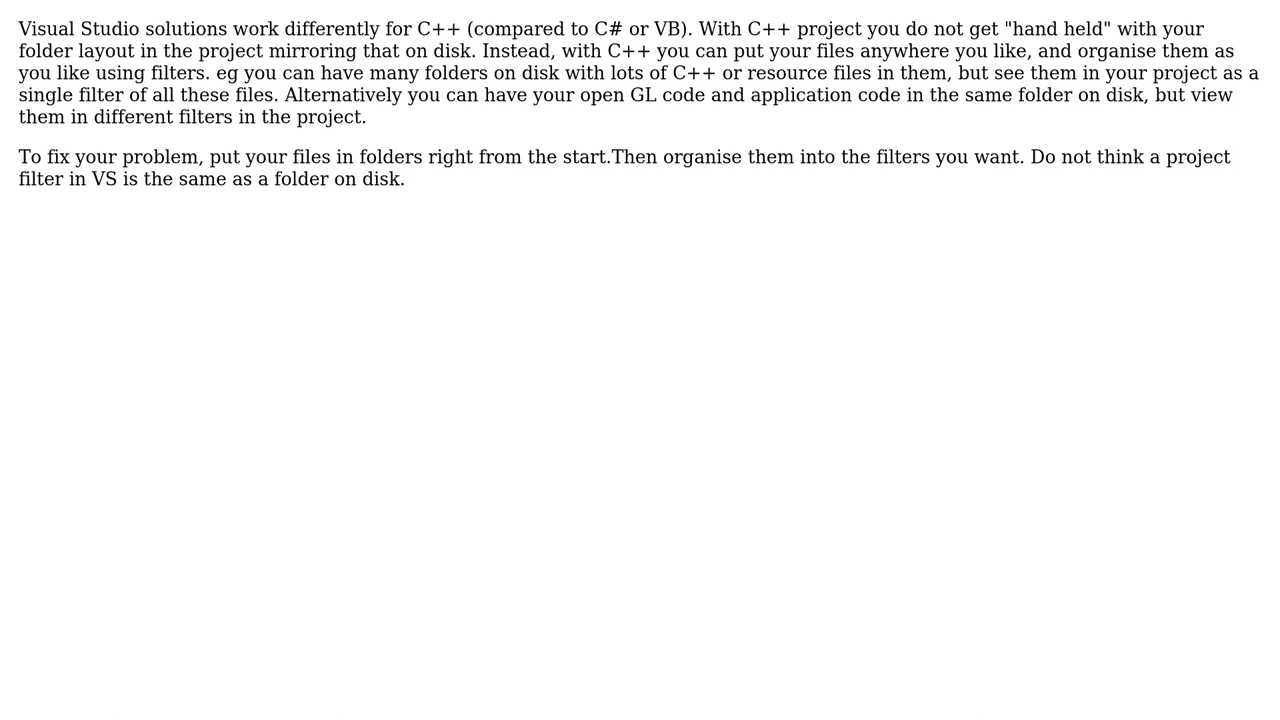 Visual Studio solutions work differently for C++ (compared to C# or VB). With C++ project you do not get "hand held" with your
folder layout in the project mirroring that on disk. Instead, with C++ you can put your files anywhere you like, and organise them as
you like using filters. eg you can have many folders on disk with lots of C++ or resource files in them, but see them in your project as a
single filter of all these files. Alternatively you can have your open GL code and application code in the same folder on disk, but view
them in different filters in the project.
To fix your problem, put your files in folders right from the start.Then organise them into the filters you want. Do not think a project
filter in VS is the same as a folder on disk.